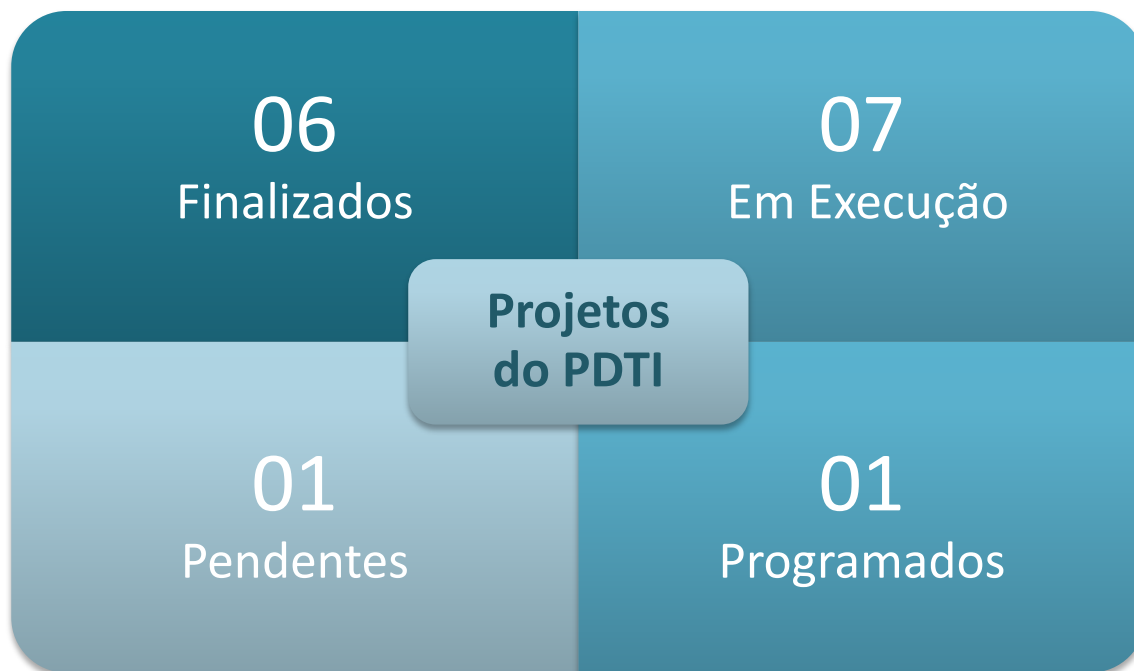 06
Finalizados
07
Em Execução
Projetos
do PDTI
01
Pendentes
01
Programados